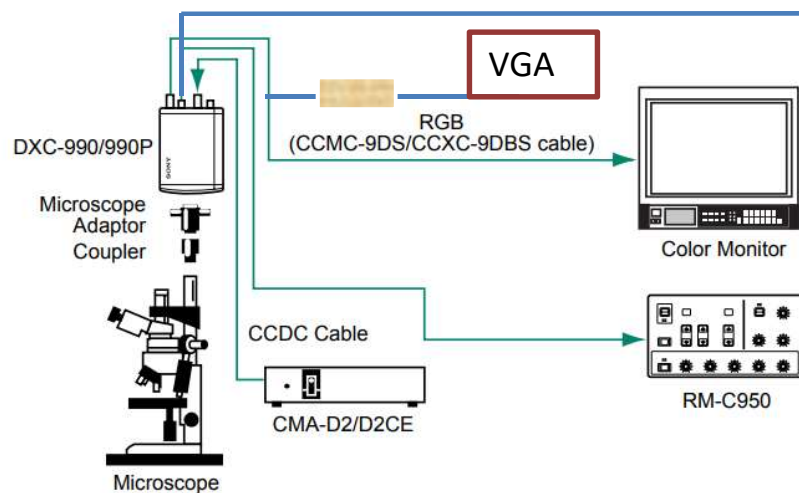 VGA
RGB
(CCMC-9DS/CCXC-9DBS cable)
DXC-990/990P
SONY
Microscope
Adaptor
Coupler
Color Monitor
CCDC Cable
CMA-D2/D2CE
RM-C950
Microscope